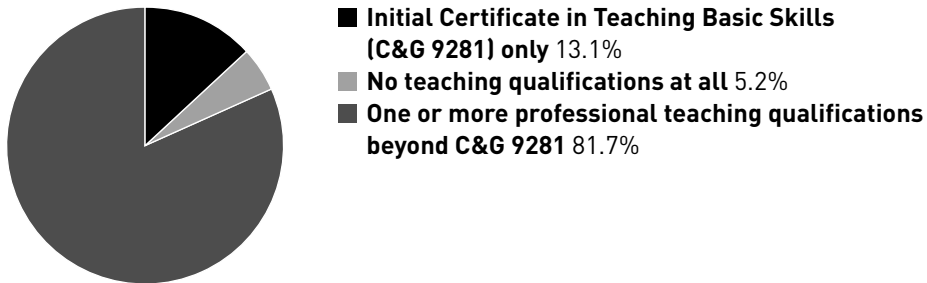 Initial Certificate in Teaching Basic Skills
(C&G 9281) only 13.1%
No teaching qualifications at all 5.2%
One or more professional teaching qualifications
beyond C&G 9281 81.7%